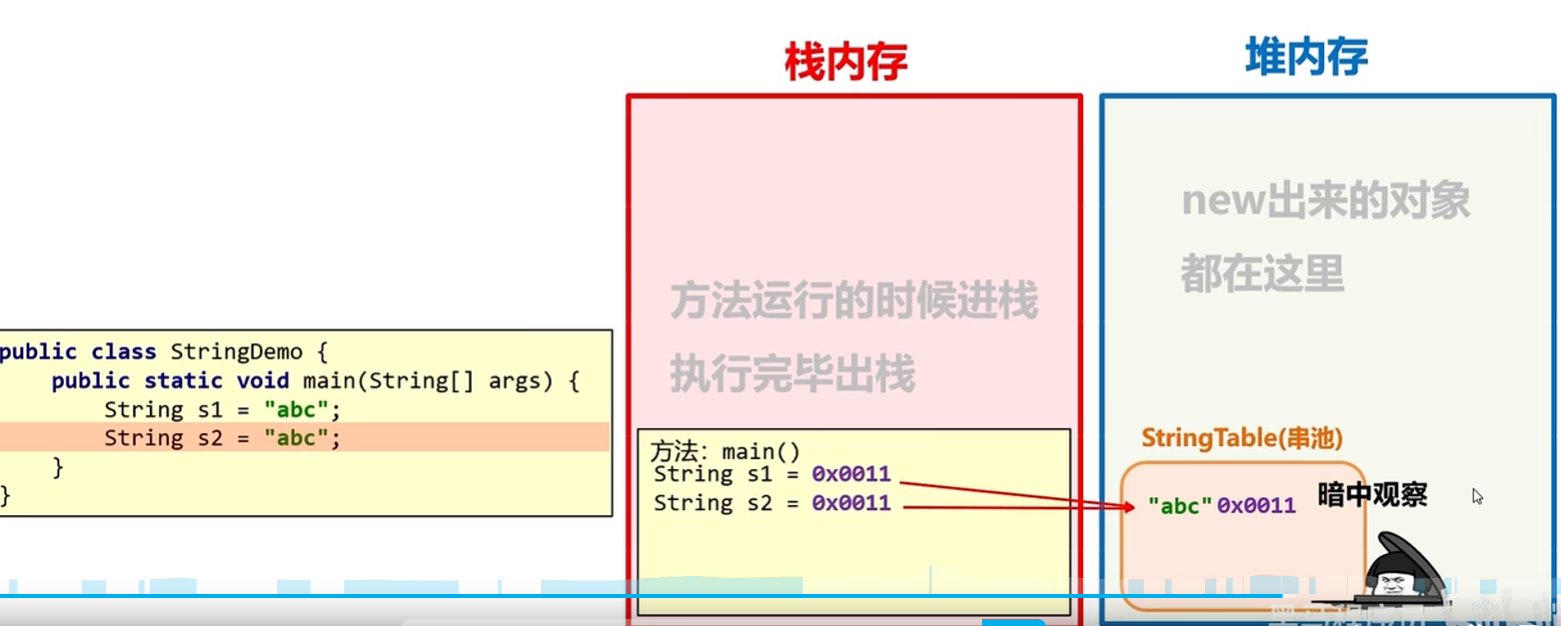 栈内存
堆内存
new出来的对象
都在这里
方法运行的时候进栈
执行完毕出栈
public class StringDemo {
public static void main(String[] args) {
String s1 = "abc";
String s2 = "abc";
}
}
方法：main()
String s1 = 0x0011
String s2 = 0x0011
StringTable(串池)
"abc" 0x0011
暗中观察